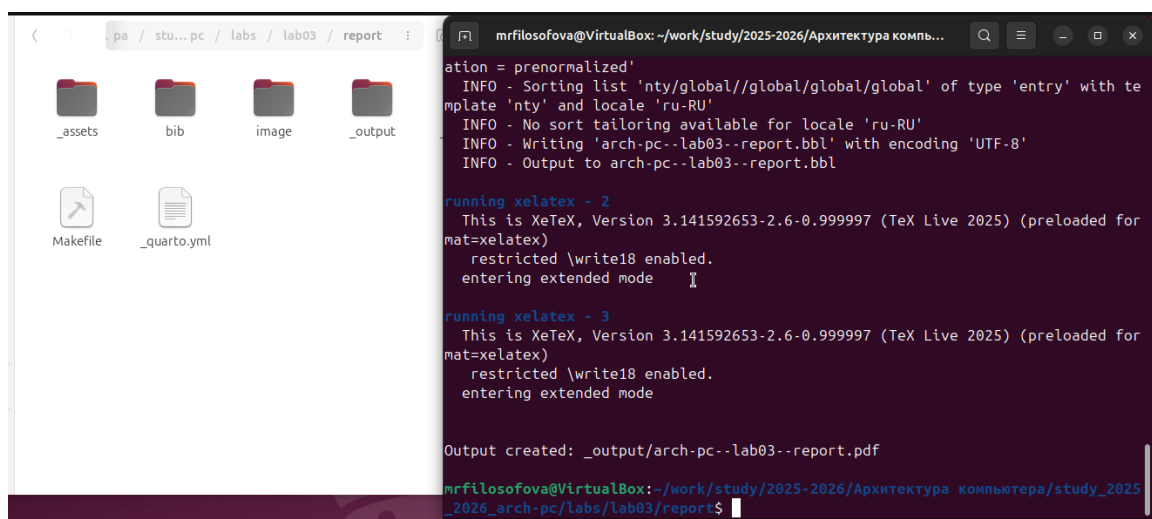 . pa / stu... pc / labs / lab03 / report
_assets
bib
image
_output
Makefile
_quarto.yml
mrfilosofova@VirtualBox: ~/work/study/2025-2026/Архитектура компь...
ation = prenormalized'
INFO - Sorting list 'nty/global//global/global/global' of type 'entry' with te
mplate 'nty' and locale 'ru-RU'
INFO - No sort tailoring available for locale 'ru-RU'
INFO - Writing 'arch-pc--lab03--report.bbl' with encoding 'UTF-8'
INFO - Output to arch-pc--lab03--report.bbl
running xelatex - 2
This is XeTeX, Version 3.141592653-2.6-0.999997 (TeX Live 2025) (preloaded for
mat=xelatex)
restricted \write18 enabled.
entering extended mode
running xelatex - 3
This is XeTeX, Version 3.141592653-2.6-0.999997 (TeX Live 2025) (preloaded for
mat=xelatex)
restricted \write18 enabled.
entering extended mode
Output created: _output/arch-pc--lab03--report.pdf
mrfilosofova@VirtualBox:~/work/study/2025-2026/Архитектура компьютера/study_2025
_2026_arch-pc/labs/lab03/report$